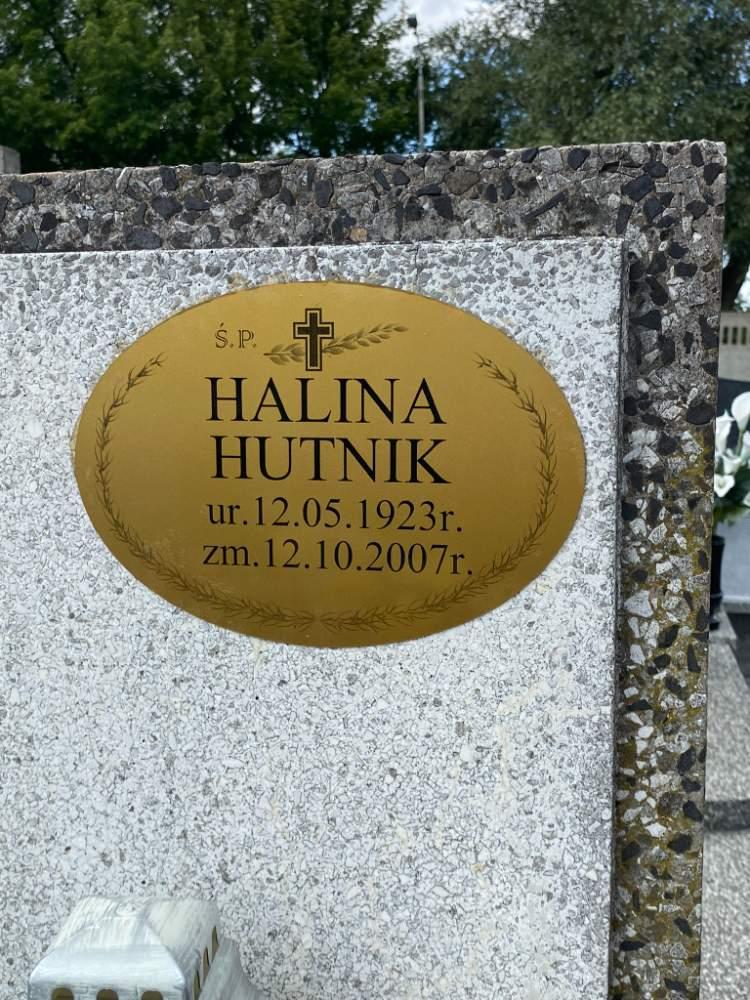 Ś.P.
HALINA
HUTNIK
ur.12.05.1923r.
zm.12.10.2007r.